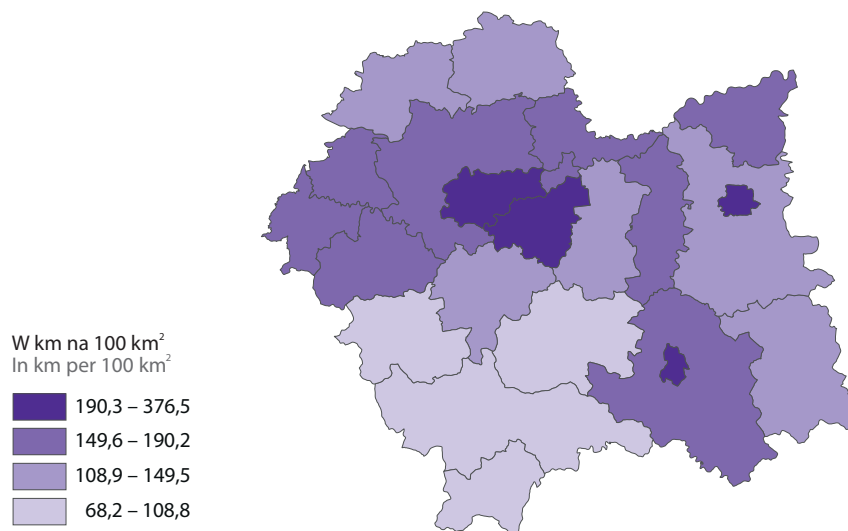 W km na 100 km²
In km per 100 km²
190,3 – 376,5
149,6 – 190,2
108,9 – 149,5
68,2 – 108,8